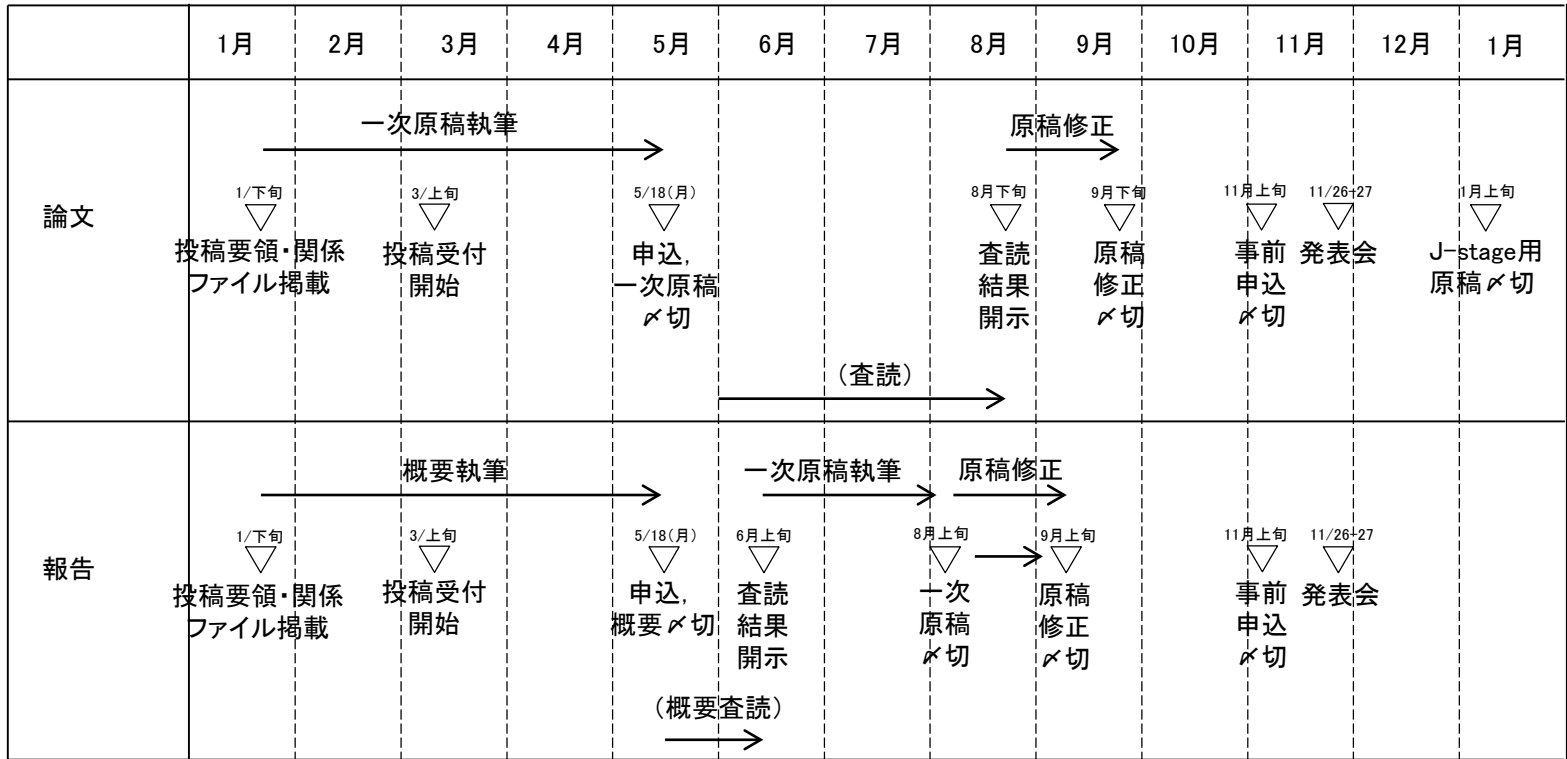 1月 2月 3月 4月 5月 6月 7月 8月 9月 10月 11月 12月 1月
論文
一次原稿執筆
原稿修正
1/下旬
投稿要領・関係
ファイル掲載
3/上旬
投稿受付
開始
5/18(月)
申込,
一次原稿
〆切
8月下旬
査読
結果
開示
9月下旬
原稿
修正
〆切
11月上旬
事前
申込
〆切
11/26-27
発表会
1月上旬
J-stage用
原稿〆切
(査読)
報告
概要執筆
一次原稿執筆
原稿修正
1/下旬
投稿要領・関係
ファイル掲載
3/上旬
投稿受付
開始
5/18(月)
申込,
概要〆切
6月上旬
査読
結果
開示
8月上旬
一次
原稿
〆切
9月上旬
原稿
修正
〆切
11月上旬
事前
申込
〆切
11/26-27
発表会
(概要査読)